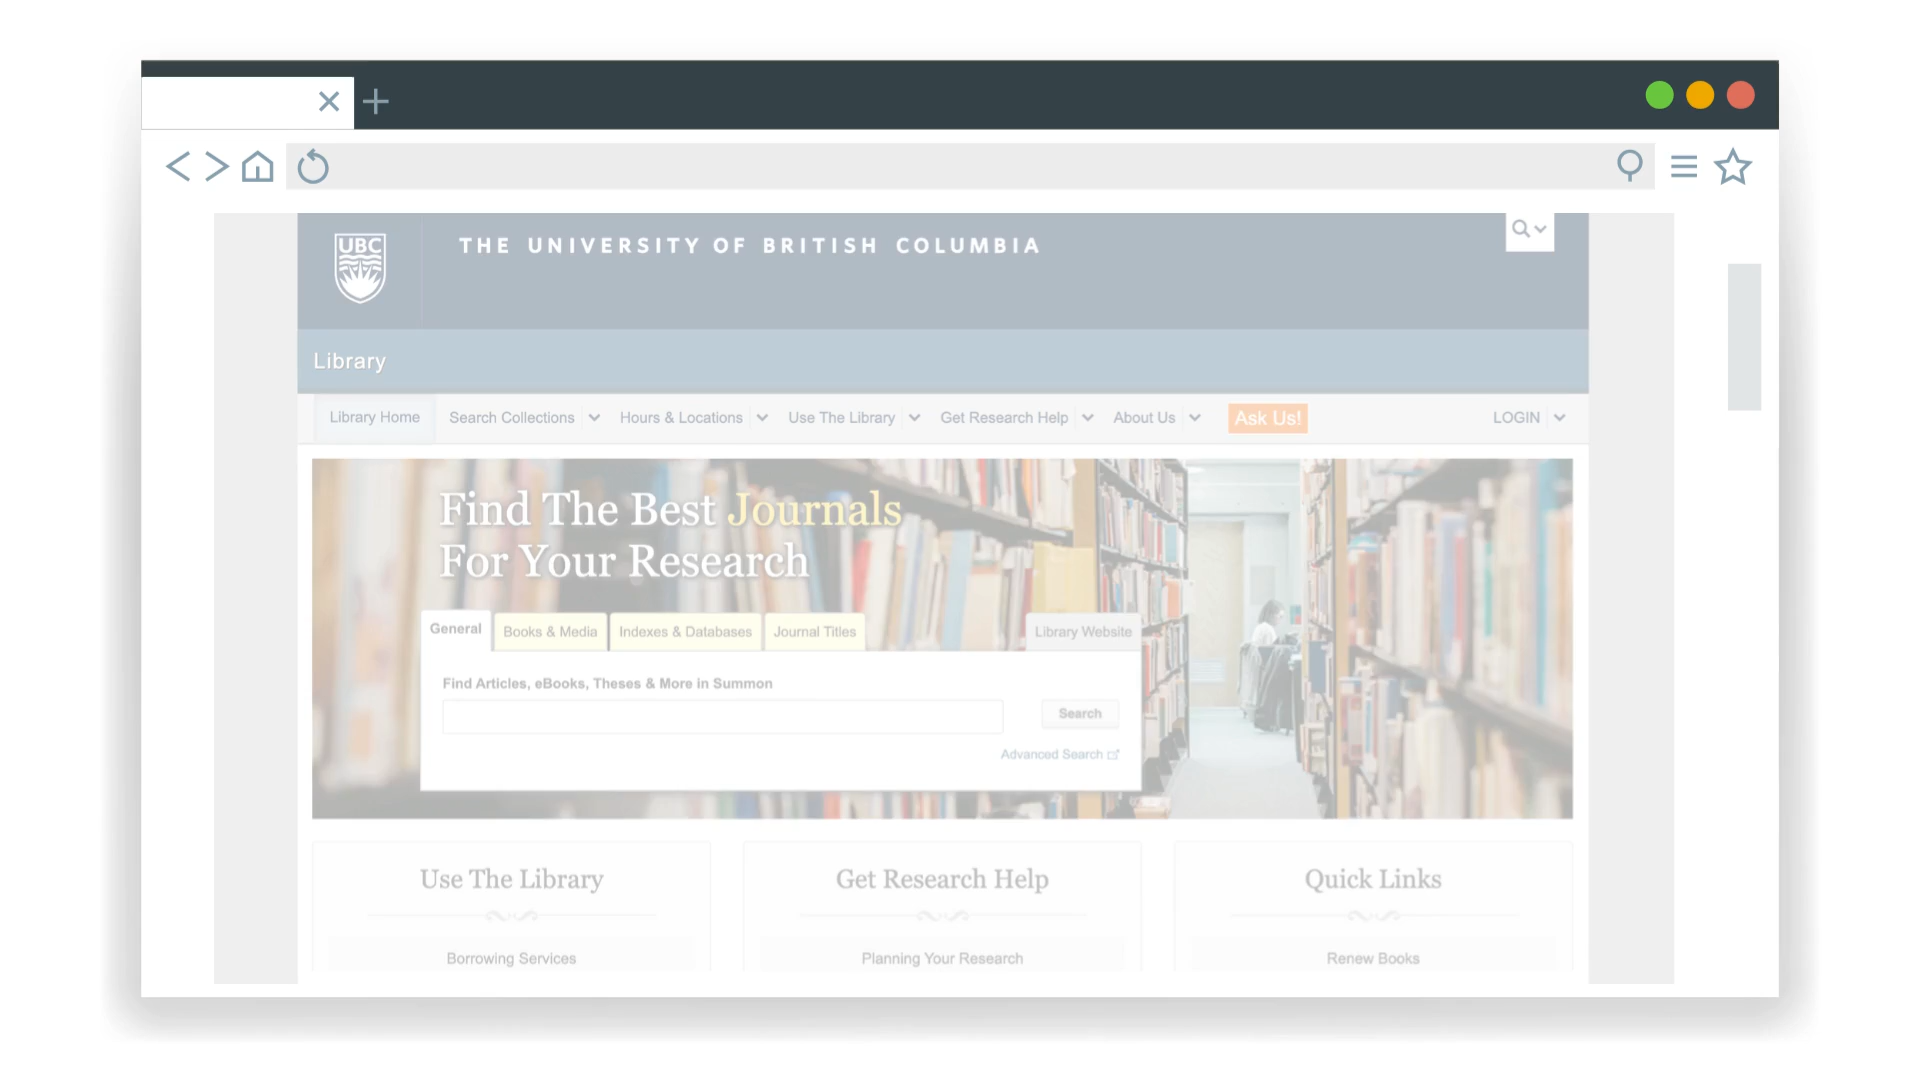 UBC
THE UNIVERSITY OF BRITISH COLUMBIA
Library
Library Home Search Collections Hours & Locations Use The Library Get Research Help About Us Ask Us! LOGIN
Find The Best Journals
For Your Research
General Books & Media Indexes & Databases Journal Titles Library Website
Find Articles, eBooks, Theses & More in Summon
Search
Advanced Search
Use The Library Get Research Help Quick Links
Borrowing Services Planning Your Research Renew Books